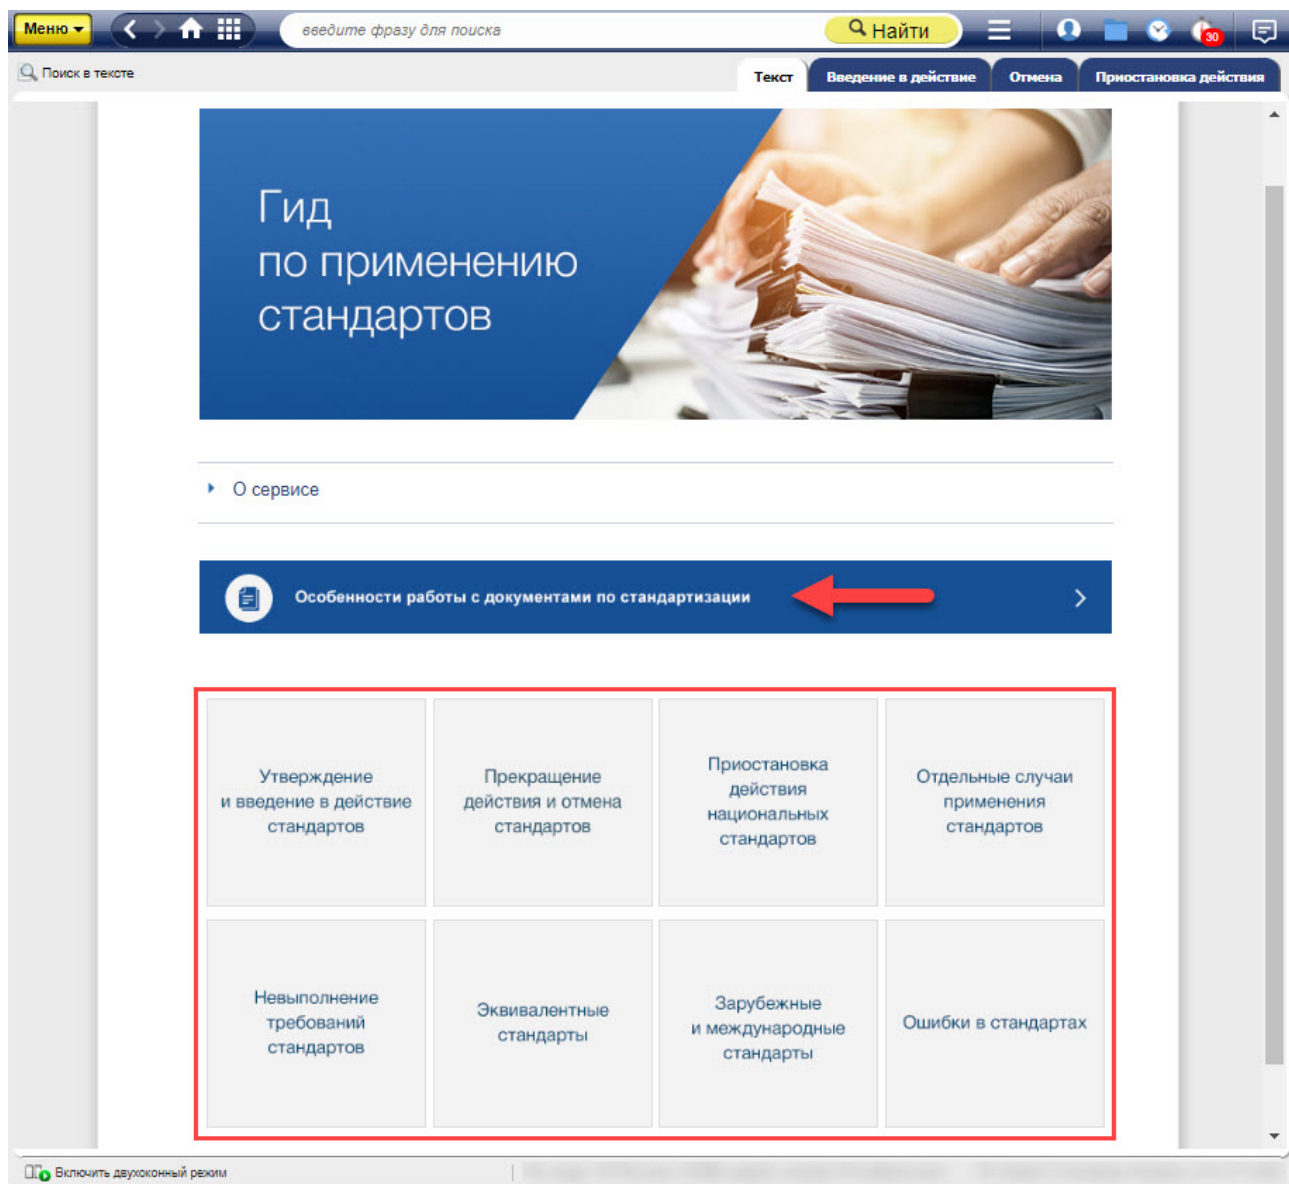 Меню
введите фразу для поиска
Найти
30
Поиск в тексте
Текст
Введение в действие
Отмена
Приостановка действия
Гид
по применению
стандартов
О сервисе
Особенности работы с документами по стандартизации
Утверждение
и введение в действие
стандартов
Прекращение
действия и отмена
стандартов
Приостановка
действия
национальных
стандартов
Отдельные случаи
применения
стандартов
Невыполнение
требований
стандартов
Эквивалентные
стандарты
Зарубежные
и международные
стандарты
Ошибки в стандартах
Включить двухоконный режим